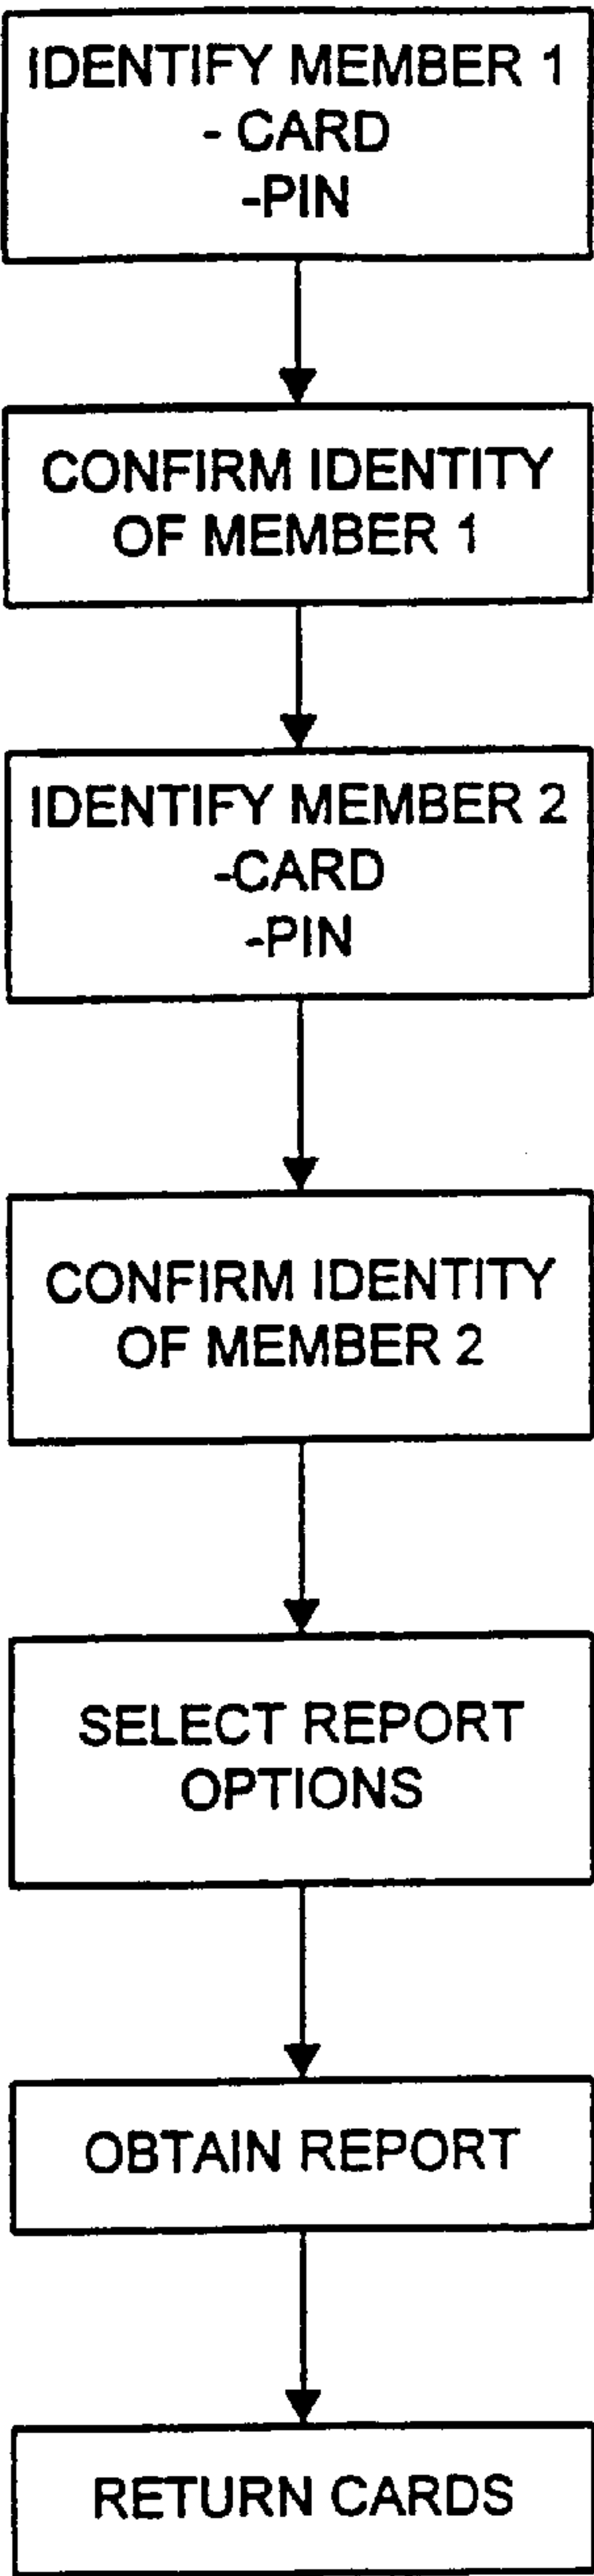 IDENTIFY MEMBER 1
- CARD
-PIN
CONFIRM IDENTITY
OF MEMBER 1
IDENTIFY MEMBER 2
-CARD
-PIN
CONFIRM IDENTITY
OF MEMBER 2
SELECT REPORT
OPTIONS
OBTAIN REPORT
RETURN CARDS